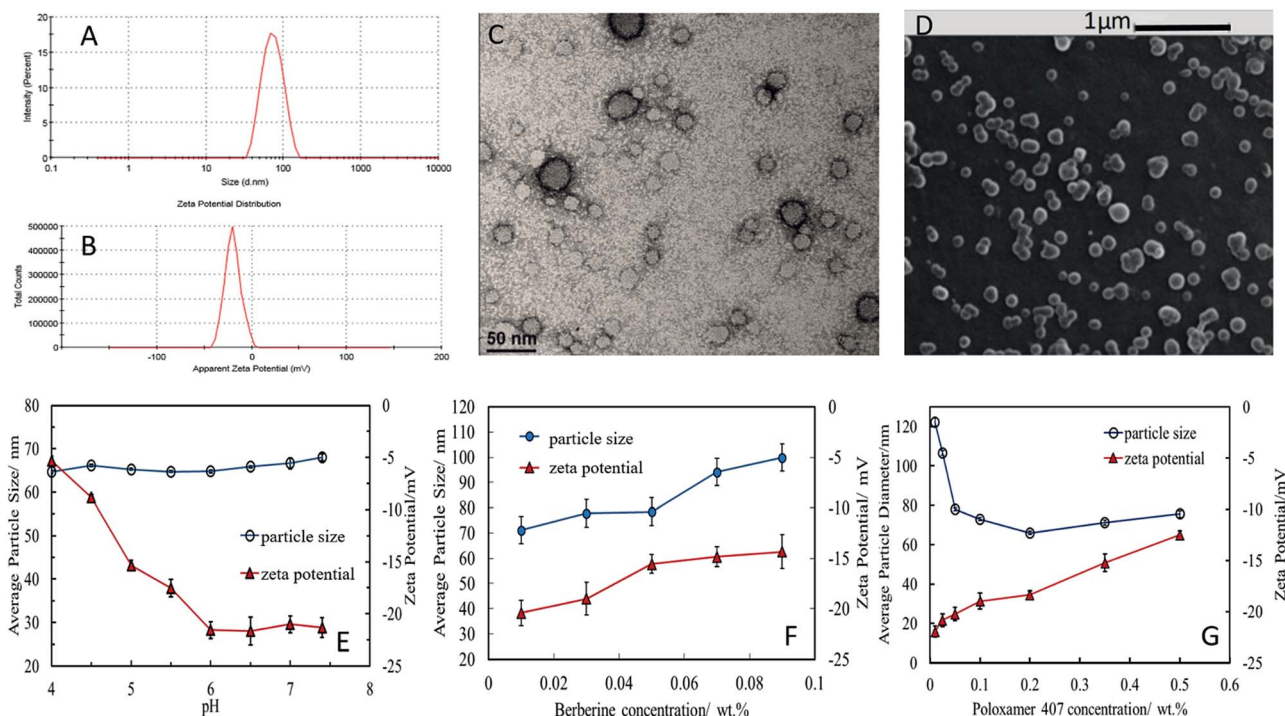 A
Intensity (Percent)
20
15
10
5
0
0.1 1 10 100 1000 10000
Size (d.nm)
Zeta Potential Distribution
B
Total Counts
500000
400000
300000
200000
100000
0
-100 0 100 200
Apparent Zeta Potential (mV)
C
50 nm
D
1μm
Average Particle Size/ nm
80
70
60
50
40
30
20
0
-5
-10
-15
-20
-25
Zeta Potential/mV
particle size
zeta potential
E
4 5 6 7 8
pH
Average Particle Size/ nm
120
110
100
90
80
70
60
50
40
30
20
0
-5
-10
-15
-20
-25
Zeta Potential/ mV
particle size
zeta potential
F
0 0.02 0.04 0.06 0.08 0.1
Berberine concentration/ wt.%
Average Particle Diameter/nm
120
100
80
60
40
20
0
0
-5
-10
-15
-20
-25
Zeta Potential/ mV
particle size
zeta potential
G
0 0.1 0.2 0.3 0.4 0.5 0.6
Poloxamer 407 concentration/ wt.%